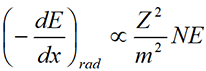 (-dE/dx)_rad ∝ Z²/m² NE